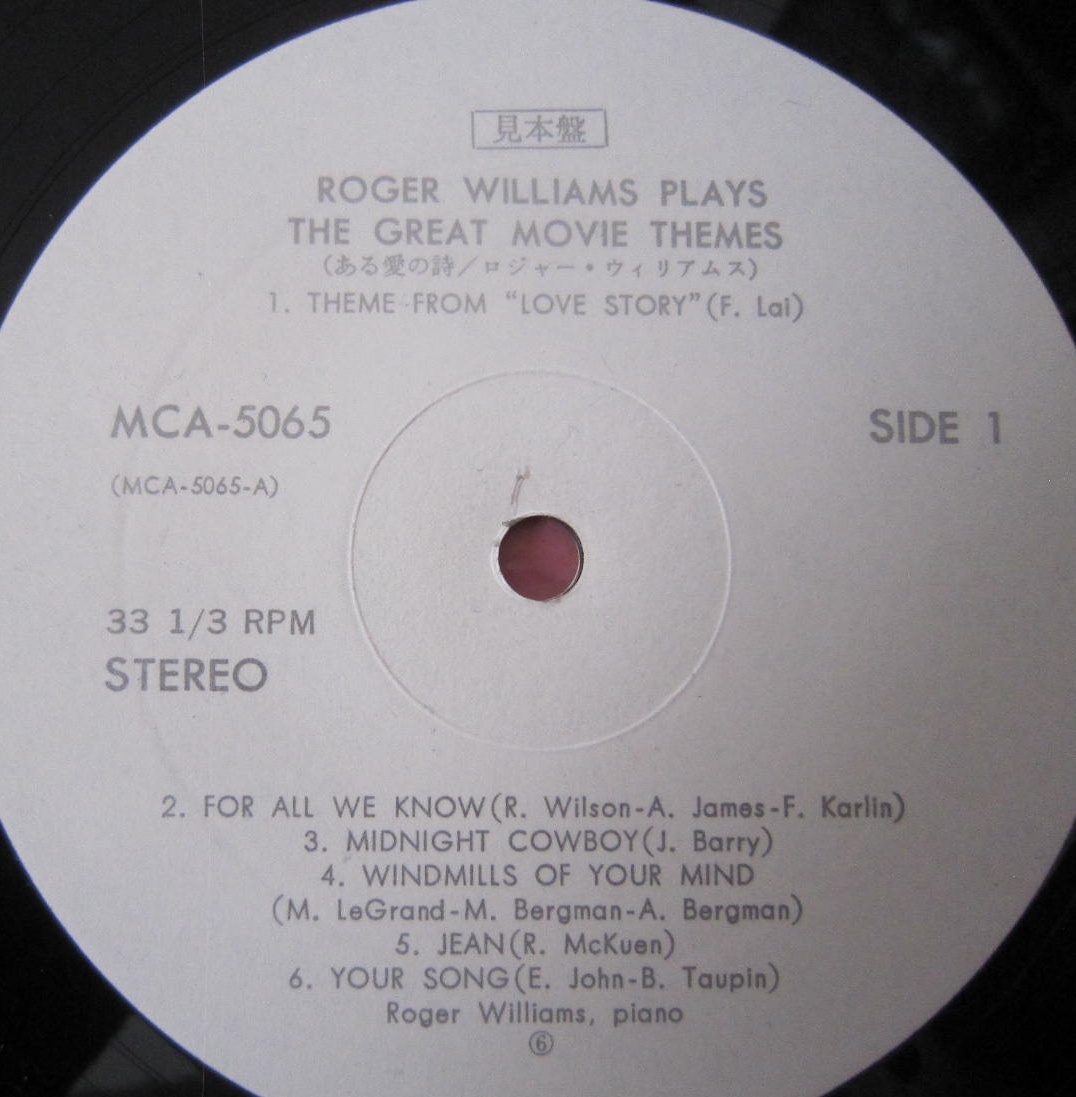 見本盤
ROGER WILLIAMS PLAYS
THE GREAT MOVIE THEMES
(ある愛の詩／ロジャー・ウィリアムス)
1. THEME FROM “LOVE STORY”(F. Lai)
MCA-5065
SIDE 1
(MCA-5065-A)
33 1/3 RPM
STEREO
2. FOR ALL WE KNOW(R. Wilson-A. James-F. Karlin)
3. MIDNIGHT COWBOY(J. Barry)
4. WINDMILLS OF YOUR MIND
(M. LeGrand-M. Bergman-A. Bergman)
5. JEAN(R. McKuen)
6. YOUR SONG(E. John-B. Taupin)
Roger Williams, piano
⑥